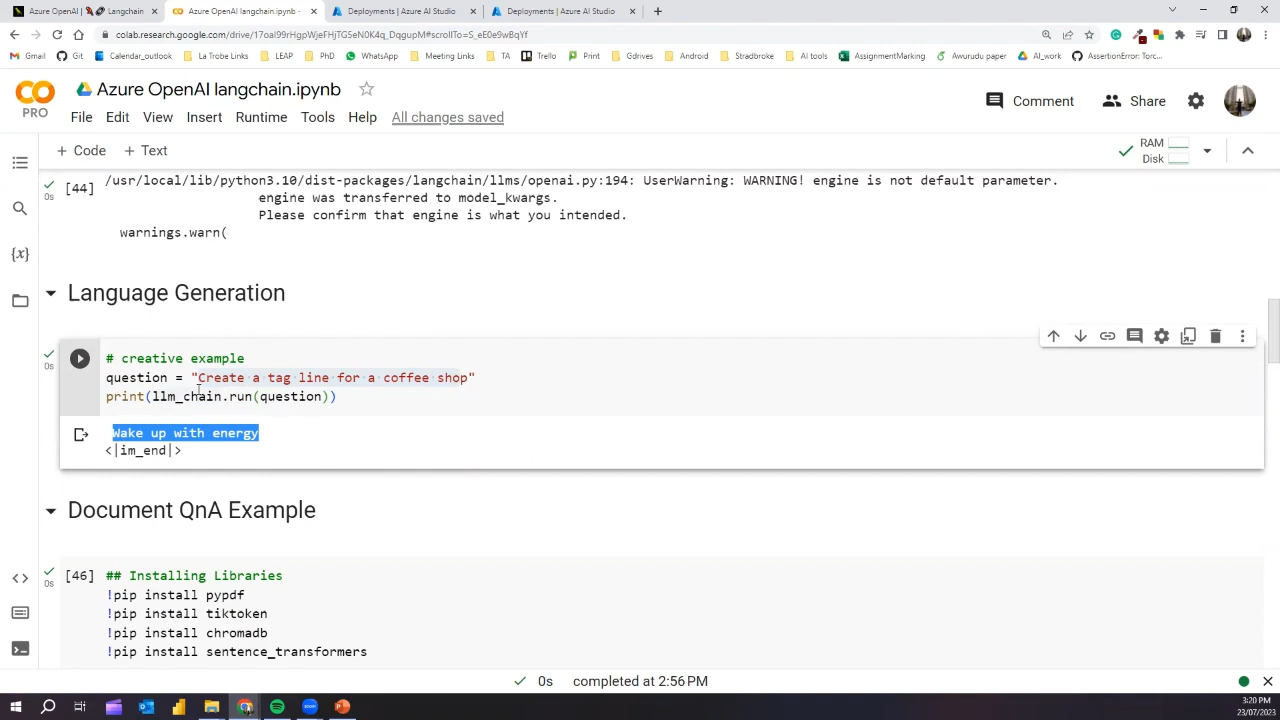 Azure OpenAI | 🦜🔗 Langchain
Azure OpenAI langchain.ipynb -
Deployments | Azure AI Studio
Deployments | Azure AI Studio
colab.research.google.com/drive/17oal99rHgpWjeFHjTGSeN0K4q_DqgupM#scrollTo=S_eE0e9wBqYf
Gmail
Git
Calendar_outlook
La Trobe Links
LEAP
PhD
WhatsApp
Meeting Links
TA
Trello
Print
Gdrives
Android
Stradbroke
AI tools
AssignmentMarking
Awurudu paper
AI_work
AssertionError: Torc...
CO
PRO
Azure OpenAI langchain.ipynb
File Edit View Insert Runtime Tools Help All changes saved
Comment
Share
+ Code + Text
RAM
Disk
[44]
0s
/usr/local/lib/python3.10/dist-packages/langchain/llms/openai.py:194: UserWarning: WARNING! engine is not default parameter.
engine was transferred to model_kwargs.
Please confirm that engine is what you intended.
warnings.warn(
{x}
Language Generation
0s
# creative example
question = "Create a tag line for a coffee shop"
print(llm_chain.run(question))
Wake up with energy
<|im_end|>
Document QnA Example
[46]
0s
## Installing Libraries
!pip install pypdf
!pip install tiktoken
!pip install chromadb
!pip install sentence_transformers
0s completed at 2:56 PM
3:20 PM
23/07/2023